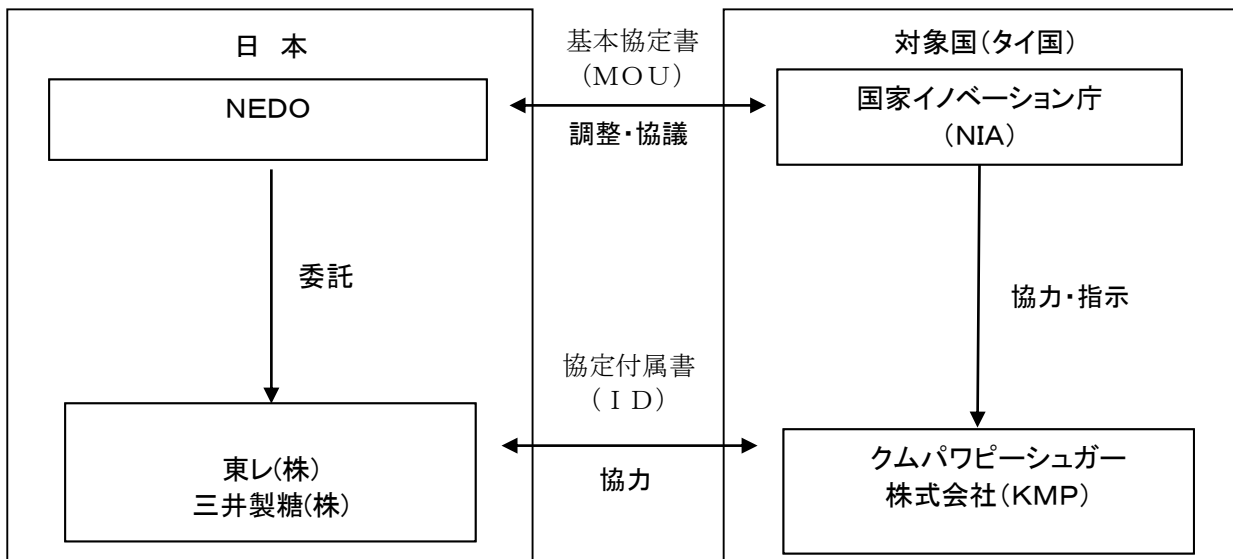 日 本
NEDO
委託
東レ(株)
三井製糖(株)
基本協定書
(MOU)
調整・協議
協定付属書
(ID)
協力
対象国(タイ国)
国家イノベーション庁
(NIA)
協力・指示
クムパワピーシュガー
株式会社(KMP)